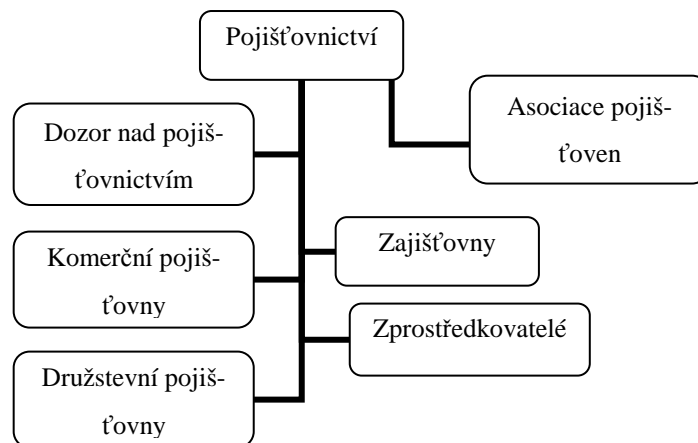 Pojišťovnictví
Asociace pojiš-
ťoven
Dozor nad pojiš-
ťovnictvím
Zajišťovny
Komerční pojiš-
ťovny
Zprostředkovatelé
Družstevní pojiš-
ťovny